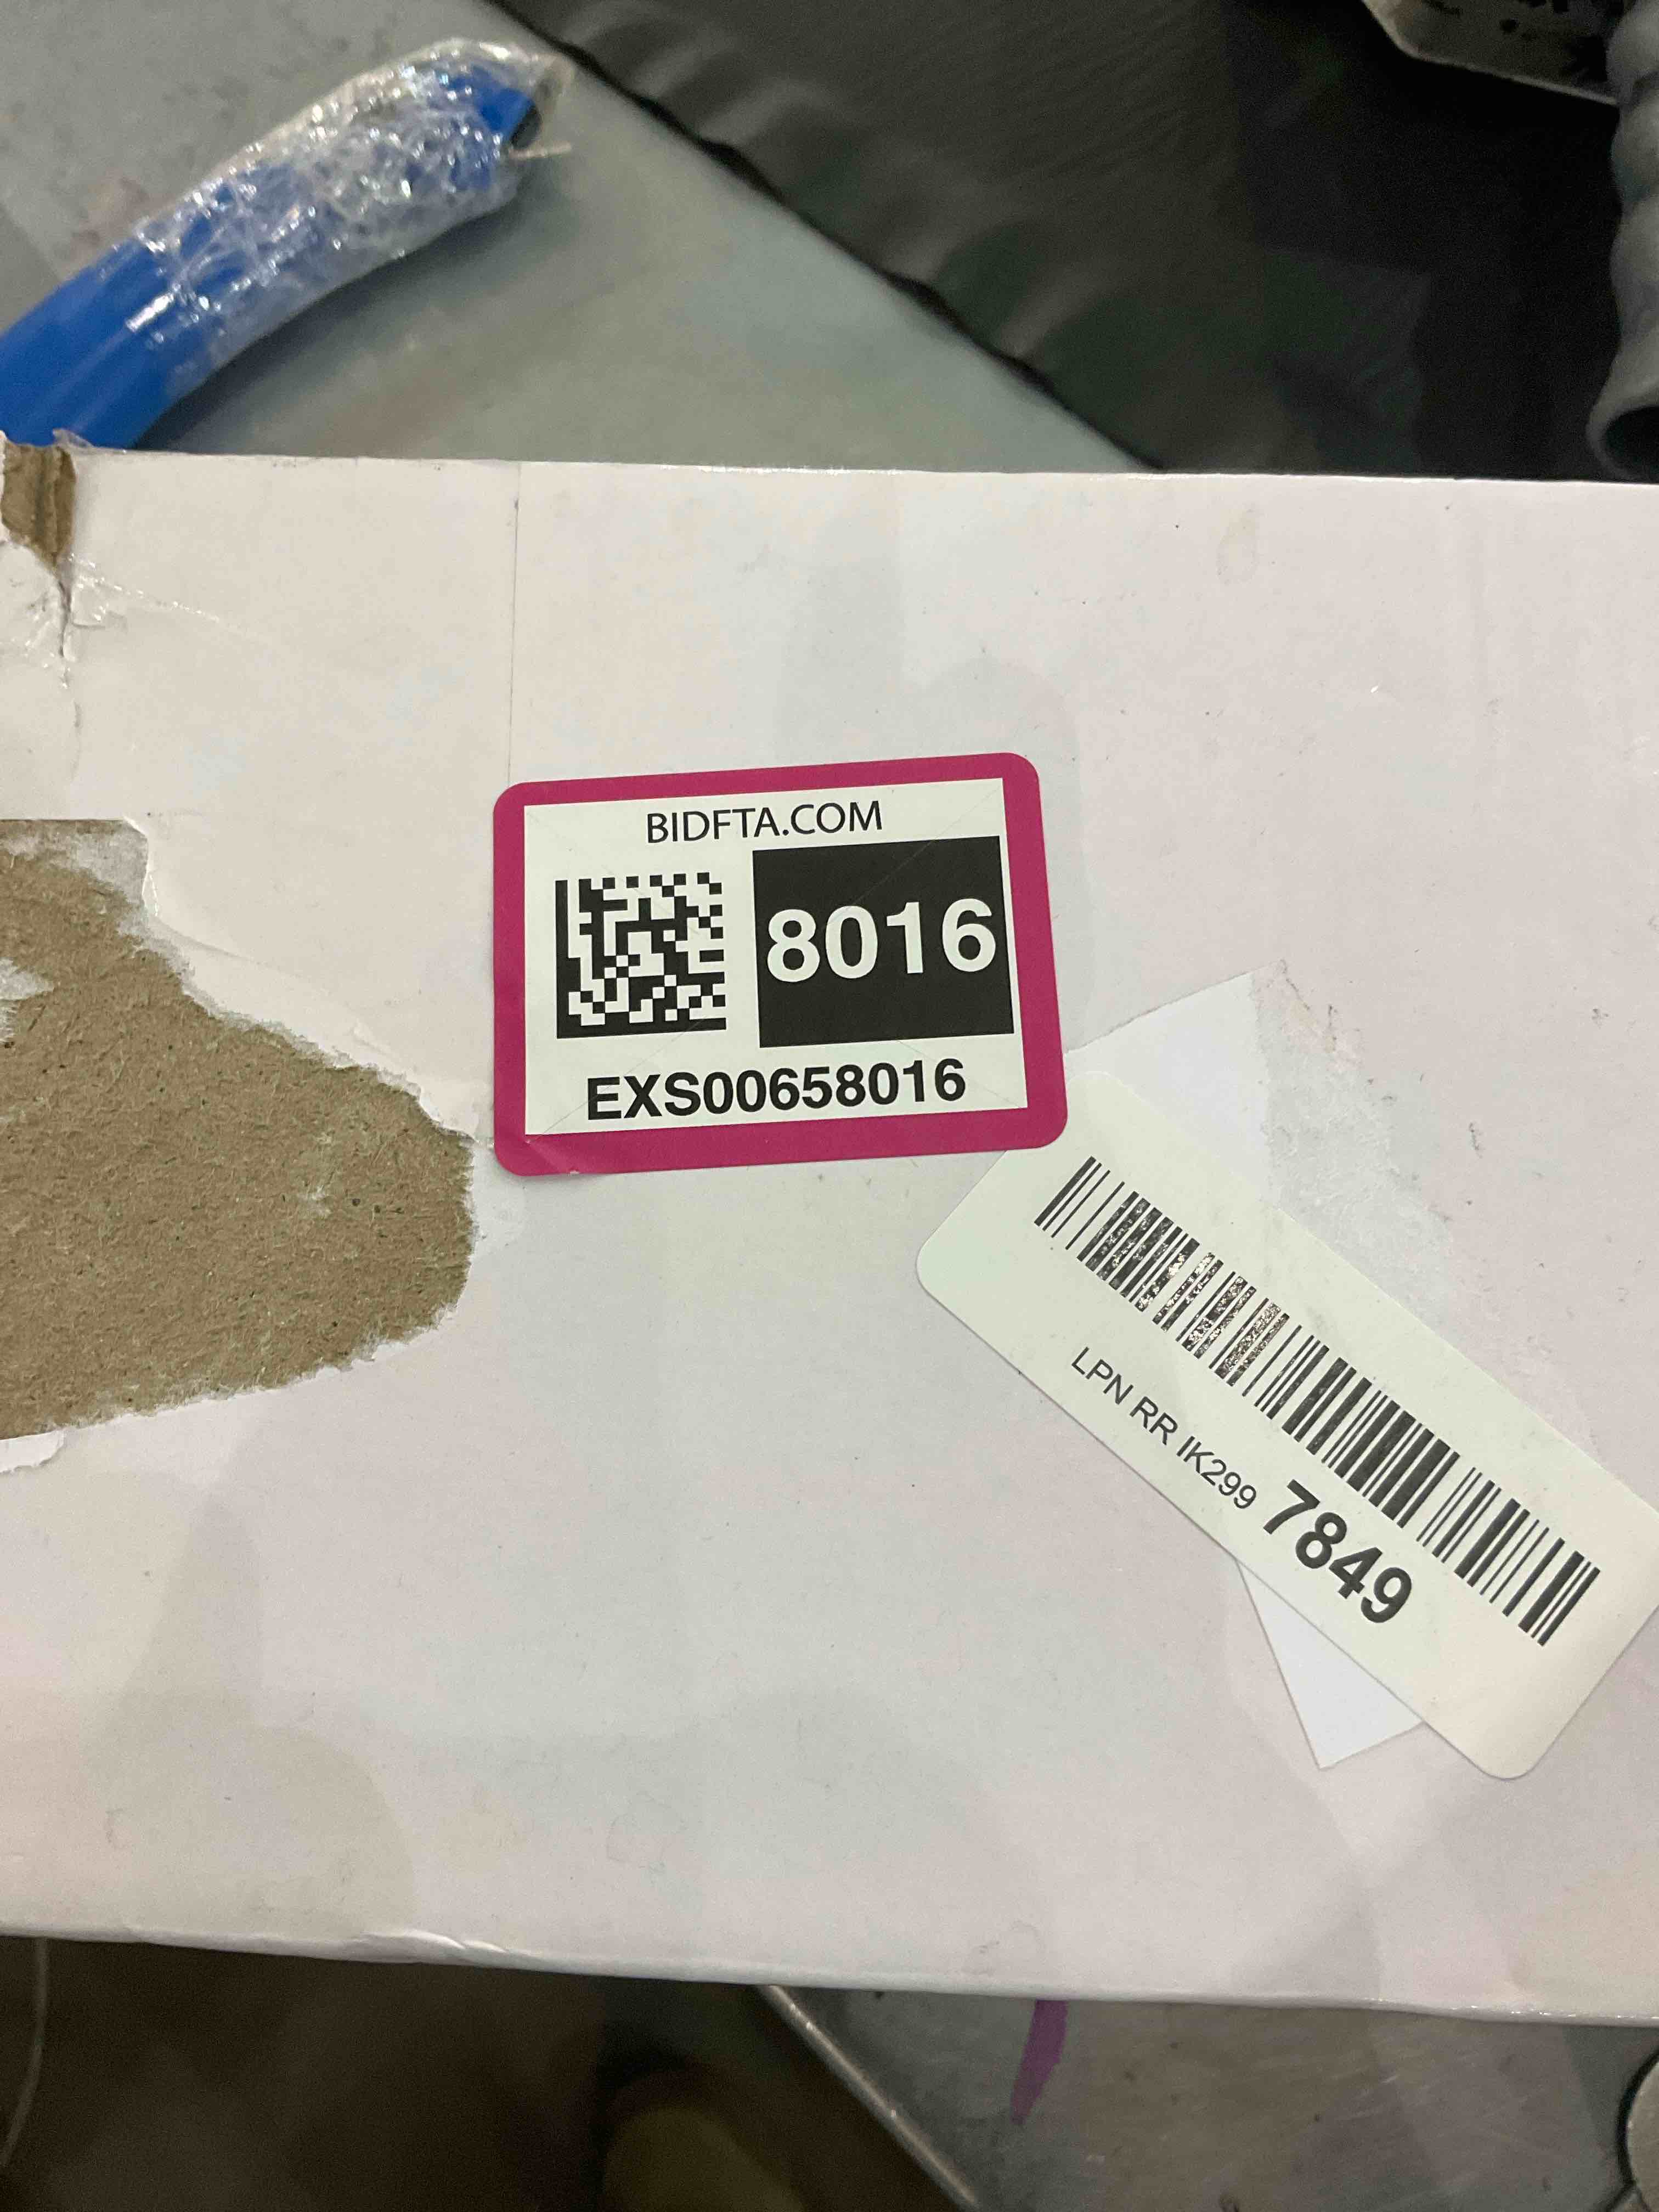 BIDFTA.COM
8016
EXS00658016
LPN RR IK299 7849